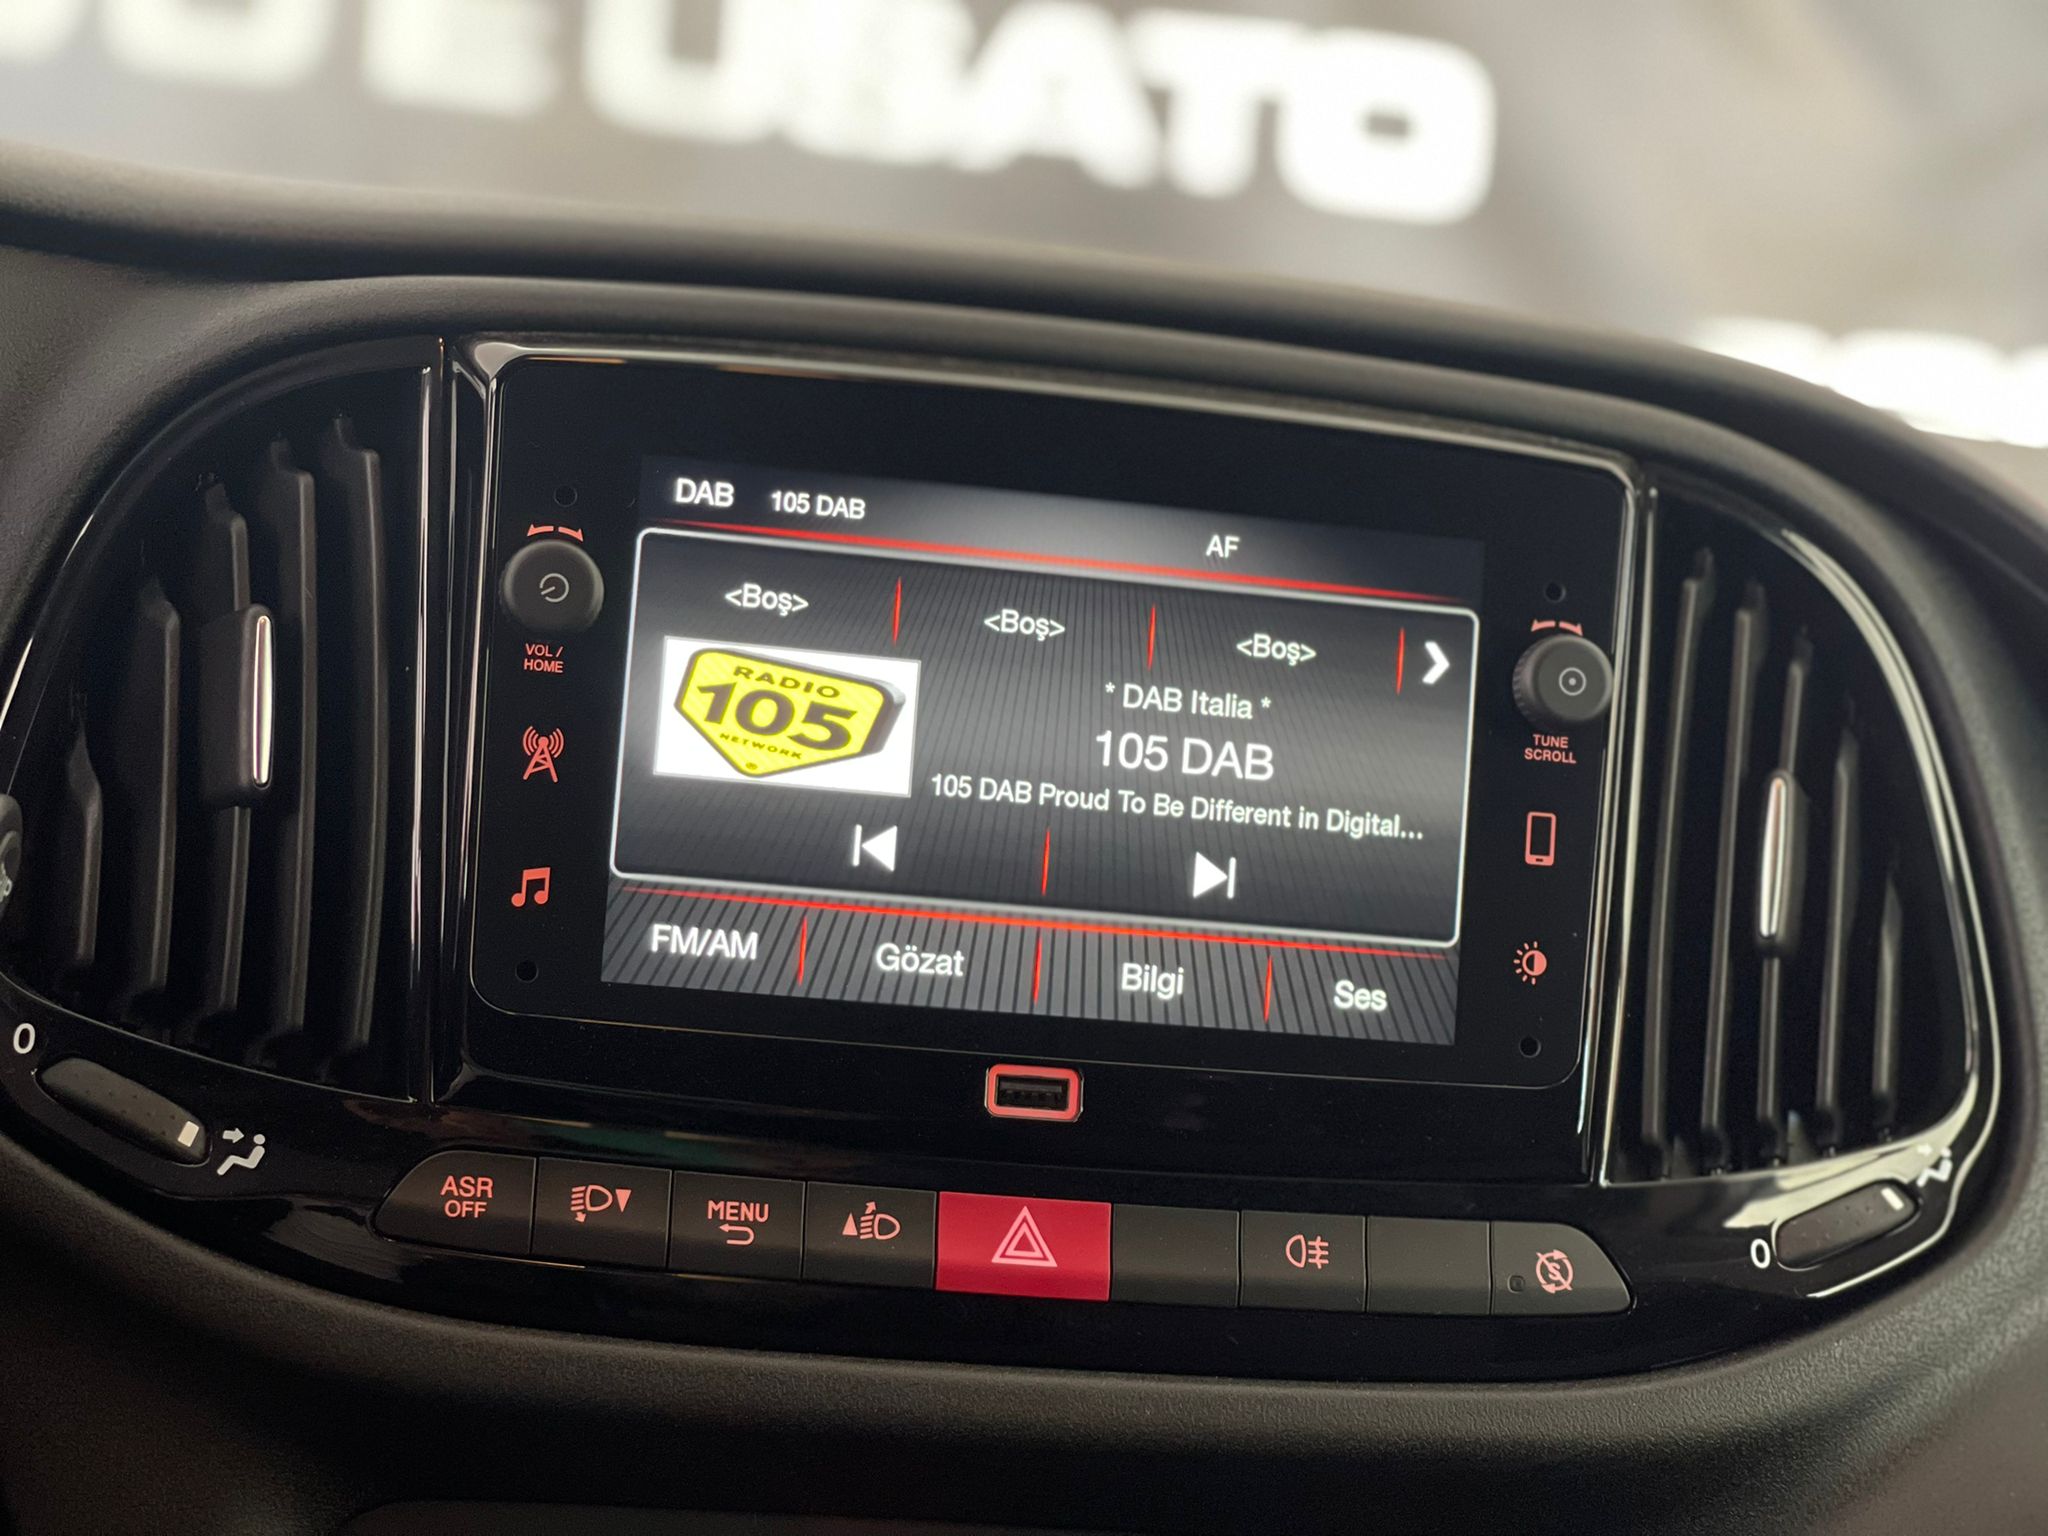 DAB 105 DAB
AF
<Boş> <Boş> <Boş>
RADIO
105
NETWORK
* DAB Italia *
105 DAB
105 DAB Proud To Be Different in Digital...
FM/AM Gözat Bilgi Ses
VOL /
HOME
TUNE
SCROLL
0
ASR
OFF
MENU
0